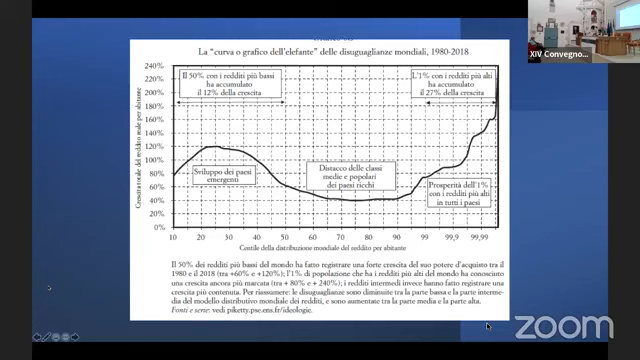 La “curva o grafico dell'elefante” delle disuguaglianze mondiali, 1980-2018
240%
220%
200%
180%
160%
140%
120%
100%
80%
60%
40%
20%
0%
Crescita totale del reddito reale per abitante
Il 50% con i redditi più bassi
ha accumulato
il 12% della crescita
L'1% con i redditi più alti
ha accumulato
il 27% della crescita
Sviluppo dei paesi
emergenti
Distacco delle classi
medie e popolari
dei paesi ricchi
Prosperità dell'1%
con i redditi più alti
in tutti i paesi
10 20 30 40 50 60 70 80 90 99 99,9 99,99
Centile della distribuzione mondiale del reddito per abitante
Il 50% dei redditi più bassi del mondo ha fatto registrare una forte crescita del suo potere d'acquisto tra il
1980 e il 2018 (tra +60% e +120%); l'1% di popolazione che ha i redditi più alti del mondo ha conosciuto
una crescita ancora più marcata (tra + 80% e + 240%); i redditi intermedi invece hanno fatto registrare una
crescita più contenuta. Per riassumere: le disuguaglianze sono diminuite tra la parte bassa e la parte interme-
dia del modello distributivo mondiale dei redditi, e sono aumentate tra la parte media e la parte alta.
Fonti e serie: vedi piketty.pse.ens.fr/ideologie.
XIV Convegno...
zoom